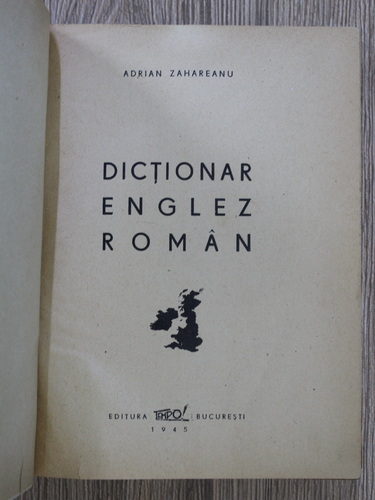 ADRIAN ZAHAREANU
DICȚIONAR
ENGLEZ
ROMÂN
EDITURA TEMPO! BUCUREȘTI
1945